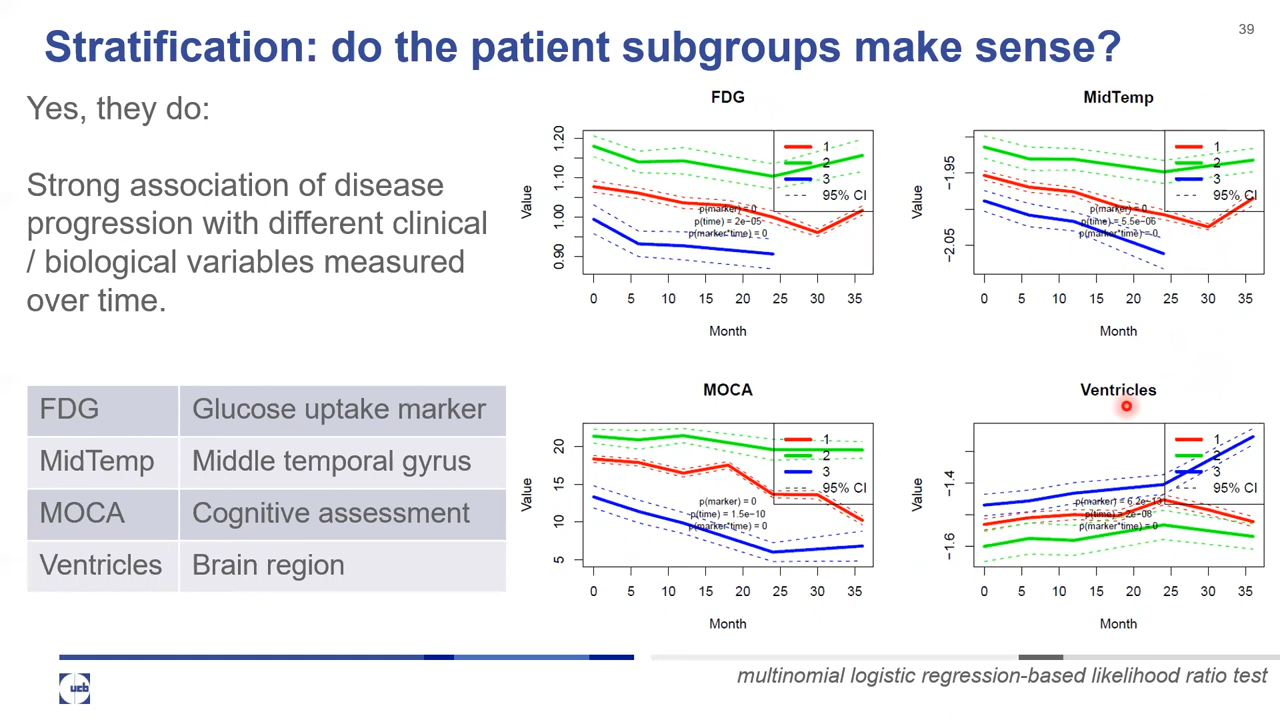 Stratification: do the patient subgroups make sense?
39
Yes, they do:
Strong association of disease
progression with different clinical
/ biological variables measured
over time.
FDG Glucose uptake marker
MidTemp Middle temporal gyrus
MOCA Cognitive assessment
Ventricles Brain region
FDG
Value
1.20
1.10
1.00
0.90
1
2
3
95% CI
p(marker) = 0
p(time) = 2e-05
p(marker*time) = 0
0 5 10 15 20 25 30 35
Month
MidTemp
Value
−1.95
−2.05
1
2
3
95% CI
p(marker) = 0
p(time) = 5.5e-06
p(marker*time) = 0
0 5 10 15 20 25 30 35
Month
MOCA
Value
20
15
10
5
1
2
3
95% CI
p(marker) = 0
p(time) = 1.5e-10
p(marker*time) = 0
0 5 10 15 20 25 30 35
Month
Ventricles
Value
−1.4
−1.6
1
2
3
95% CI
p(marker) = 6.2e-13
p(time) = 2e-08
p(marker*time) = 0
0 5 10 15 20 25 30 35
Month
ucb
multinomial logistic regression-based likelihood ratio test